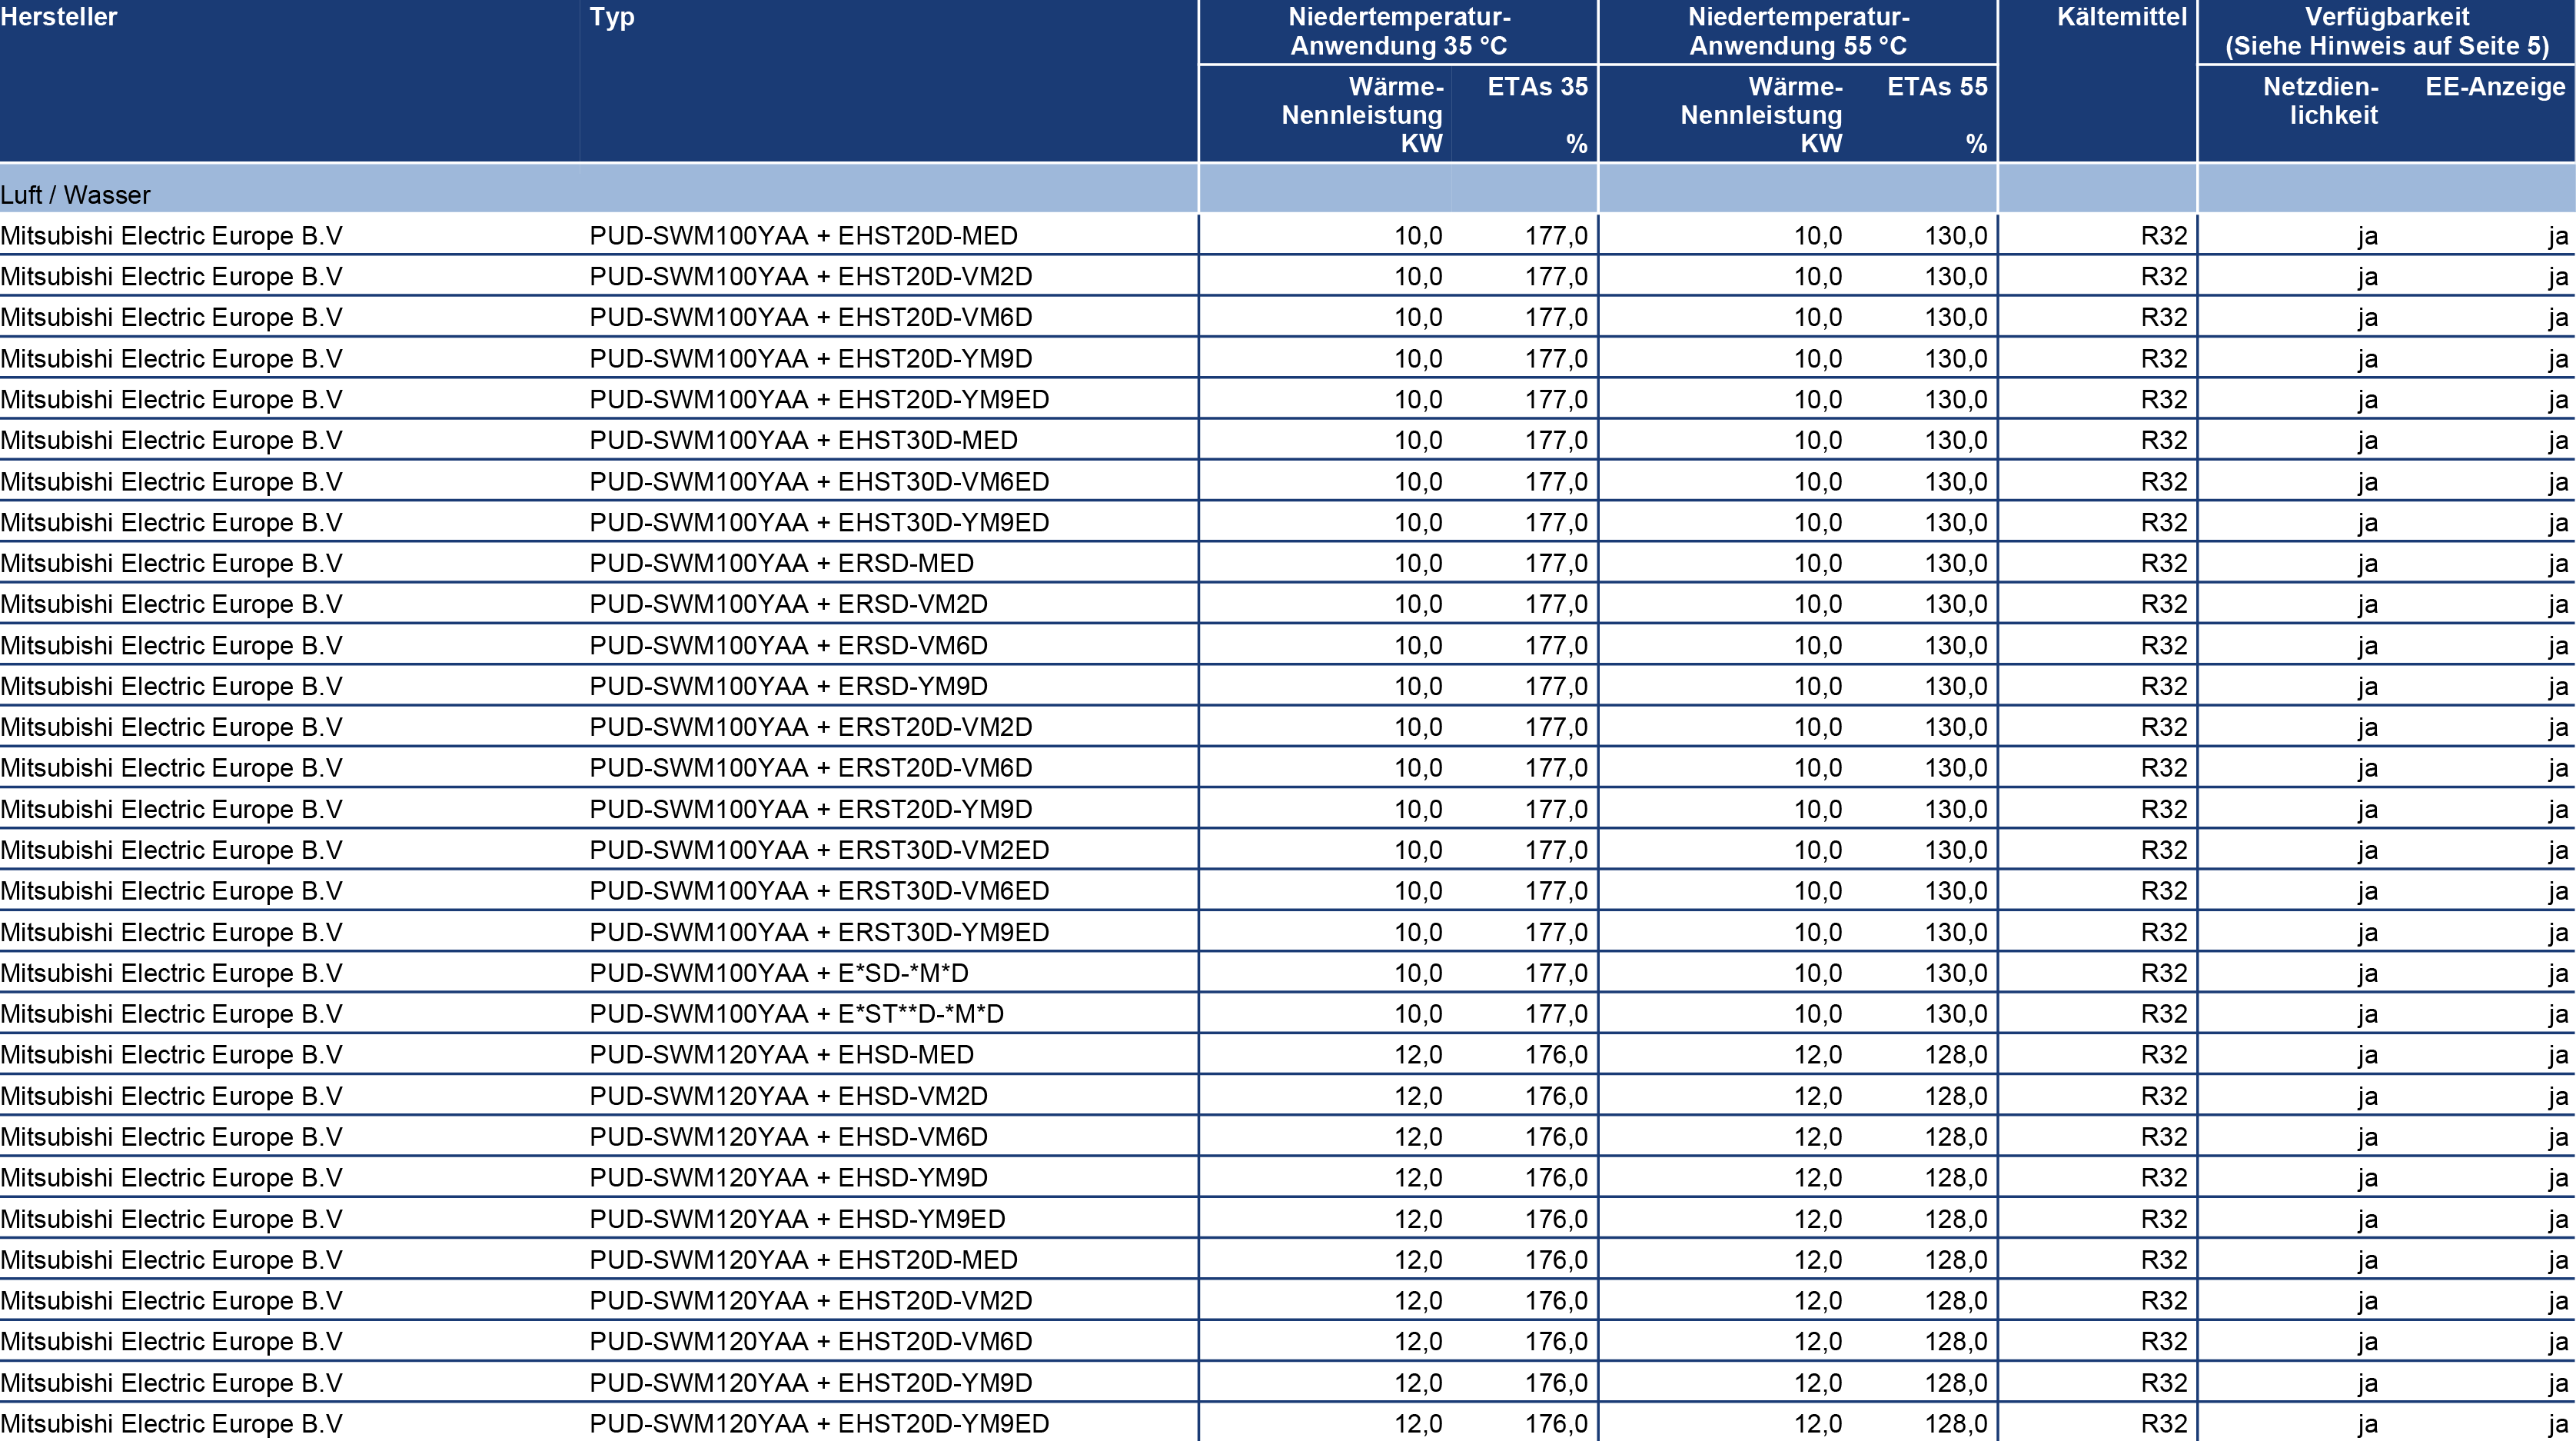 Hersteller Typ Niedertemperatur- Niedertemperatur- Kältemittel Verfügbarkeit
Anwendung 35 °C Anwendung 55 °C (Siehe Hinweis auf Seite 5)
Wärme- ETAs 35 Wärme- ETAs 55 Netzdien- EE-Anzeige
Nennleistung Nennleistung lichkeit
KW % KW %
Luft / Wasser
Mitsubishi Electric Europe B.V PUD-SWM100YAA + EHST20D-MED 10,0 177,0 10,0 130,0 R32 ja ja
Mitsubishi Electric Europe B.V PUD-SWM100YAA + EHST20D-VM2D 10,0 177,0 10,0 130,0 R32 ja ja
Mitsubishi Electric Europe B.V PUD-SWM100YAA + EHST20D-VM6D 10,0 177,0 10,0 130,0 R32 ja ja
Mitsubishi Electric Europe B.V PUD-SWM100YAA + EHST20D-YM9D 10,0 177,0 10,0 130,0 R32 ja ja
Mitsubishi Electric Europe B.V PUD-SWM100YAA + EHST20D-YM9ED 10,0 177,0 10,0 130,0 R32 ja ja
Mitsubishi Electric Europe B.V PUD-SWM100YAA + EHST30D-MED 10,0 177,0 10,0 130,0 R32 ja ja
Mitsubishi Electric Europe B.V PUD-SWM100YAA + EHST30D-VM6ED 10,0 177,0 10,0 130,0 R32 ja ja
Mitsubishi Electric Europe B.V PUD-SWM100YAA + EHST30D-YM9ED 10,0 177,0 10,0 130,0 R32 ja ja
Mitsubishi Electric Europe B.V PUD-SWM100YAA + ERSD-MED 10,0 177,0 10,0 130,0 R32 ja ja
Mitsubishi Electric Europe B.V PUD-SWM100YAA + ERSD-VM2D 10,0 177,0 10,0 130,0 R32 ja ja
Mitsubishi Electric Europe B.V PUD-SWM100YAA + ERSD-VM6D 10,0 177,0 10,0 130,0 R32 ja ja
Mitsubishi Electric Europe B.V PUD-SWM100YAA + ERSD-YM9D 10,0 177,0 10,0 130,0 R32 ja ja
Mitsubishi Electric Europe B.V PUD-SWM100YAA + ERST20D-VM2D 10,0 177,0 10,0 130,0 R32 ja ja
Mitsubishi Electric Europe B.V PUD-SWM100YAA + ERST20D-VM6D 10,0 177,0 10,0 130,0 R32 ja ja
Mitsubishi Electric Europe B.V PUD-SWM100YAA + ERST20D-YM9D 10,0 177,0 10,0 130,0 R32 ja ja
Mitsubishi Electric Europe B.V PUD-SWM100YAA + ERST30D-VM2ED 10,0 177,0 10,0 130,0 R32 ja ja
Mitsubishi Electric Europe B.V PUD-SWM100YAA + ERST30D-VM6ED 10,0 177,0 10,0 130,0 R32 ja ja
Mitsubishi Electric Europe B.V PUD-SWM100YAA + ERST30D-YM9ED 10,0 177,0 10,0 130,0 R32 ja ja
Mitsubishi Electric Europe B.V PUD-SWM100YAA + E*SD-*M*D 10,0 177,0 10,0 130,0 R32 ja ja
Mitsubishi Electric Europe B.V PUD-SWM100YAA + E*ST**D-*M*D 10,0 177,0 10,0 130,0 R32 ja ja
Mitsubishi Electric Europe B.V PUD-SWM120YAA + EHSD-MED 12,0 176,0 12,0 128,0 R32 ja ja
Mitsubishi Electric Europe B.V PUD-SWM120YAA + EHSD-VM2D 12,0 176,0 12,0 128,0 R32 ja ja
Mitsubishi Electric Europe B.V PUD-SWM120YAA + EHSD-VM6D 12,0 176,0 12,0 128,0 R32 ja ja
Mitsubishi Electric Europe B.V PUD-SWM120YAA + EHSD-YM9D 12,0 176,0 12,0 128,0 R32 ja ja
Mitsubishi Electric Europe B.V PUD-SWM120YAA + EHSD-YM9ED 12,0 176,0 12,0 128,0 R32 ja ja
Mitsubishi Electric Europe B.V PUD-SWM120YAA + EHST20D-MED 12,0 176,0 12,0 128,0 R32 ja ja
Mitsubishi Electric Europe B.V PUD-SWM120YAA + EHST20D-VM2D 12,0 176,0 12,0 128,0 R32 ja ja
Mitsubishi Electric Europe B.V PUD-SWM120YAA + EHST20D-VM6D 12,0 176,0 12,0 128,0 R32 ja ja
Mitsubishi Electric Europe B.V PUD-SWM120YAA + EHST20D-YM9D 12,0 176,0 12,0 128,0 R32 ja ja
Mitsubishi Electric Europe B.V PUD-SWM120YAA + EHST20D-YM9ED 12,0 176,0 12,0 128,0 R32 ja ja